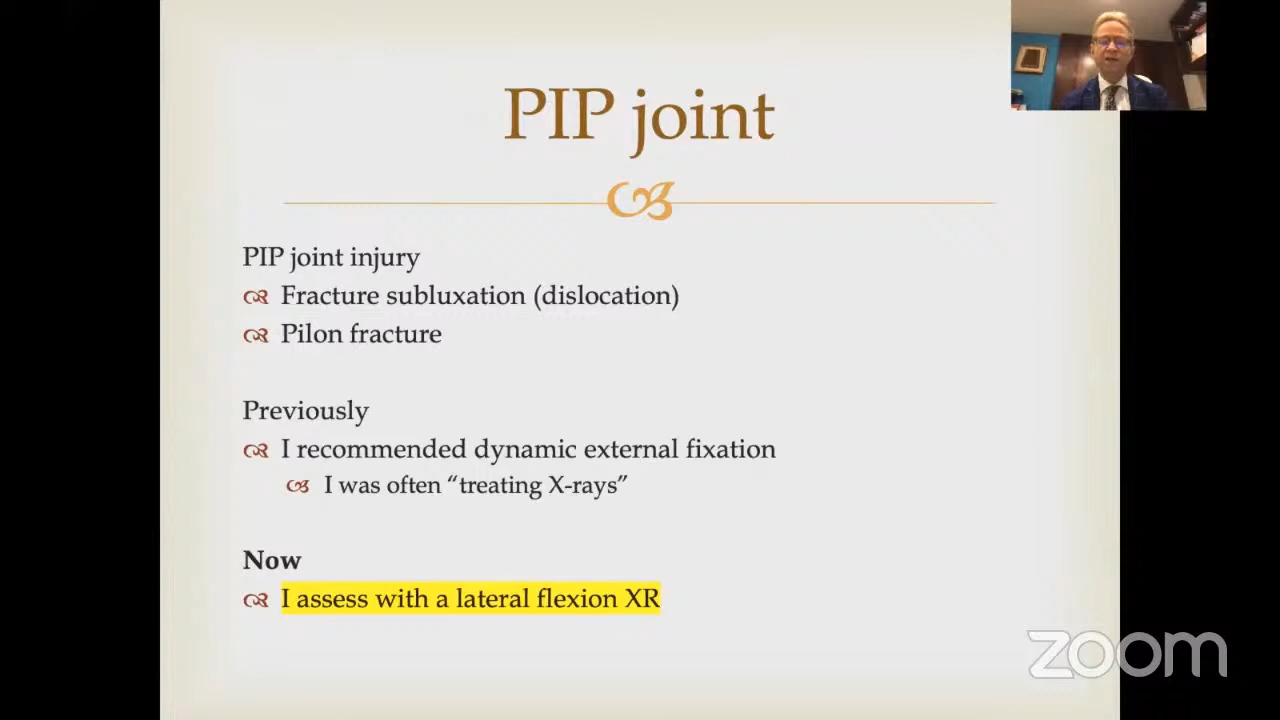 PIP joint
PIP joint injury
Fracture subluxation (dislocation)
Pilon fracture
Previously
I recommended dynamic external fixation
I was often “treating X-rays”
Now
I assess with a lateral flexion XR
zoom